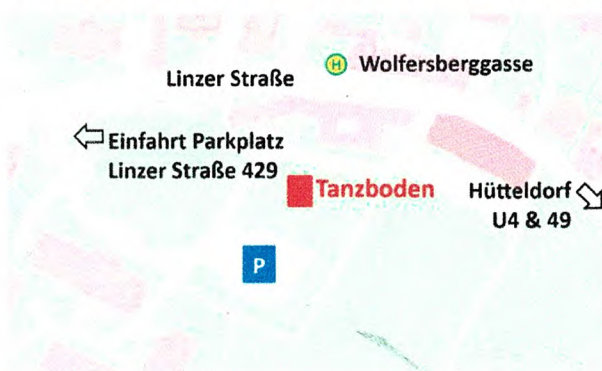 H Wolfersberggasse
Linzer Straße
Einfahrt Parkplatz
Linzer Straße 429
Tanzboden
Hütteldorf
U4 & 49
P